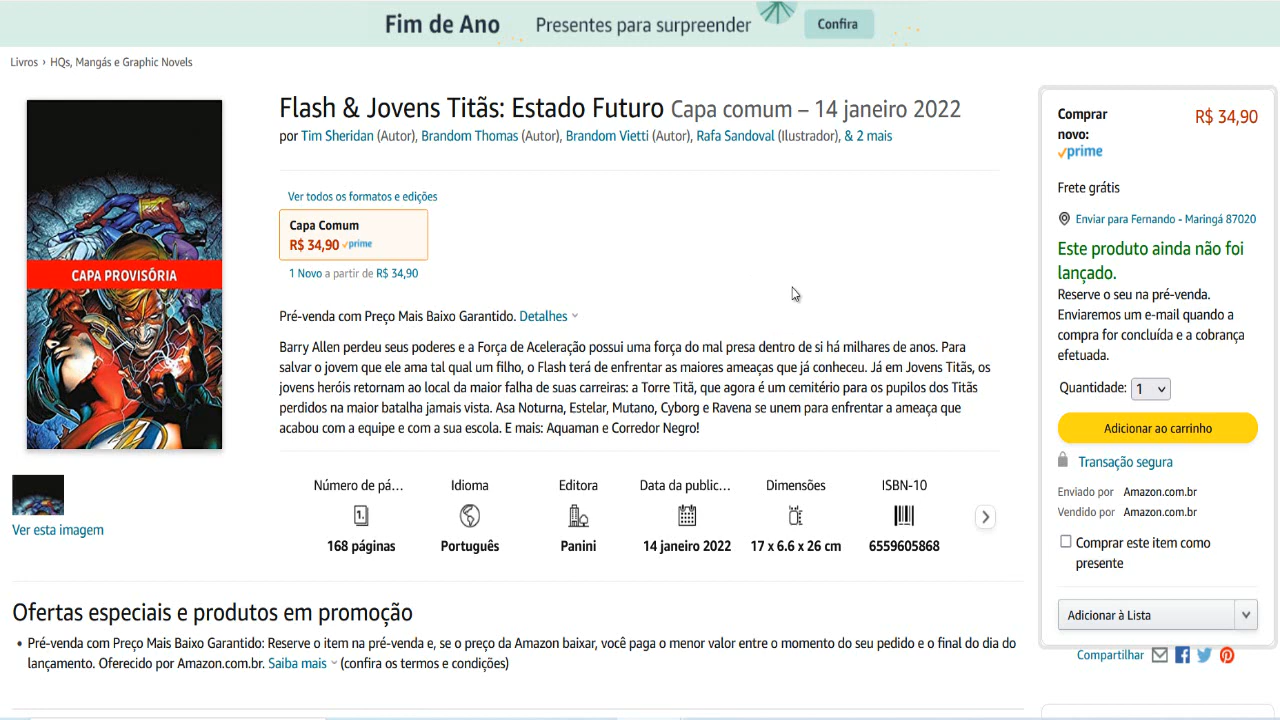 Fim de Ano Presentes para surpreender Confira
Livros › HQs, Mangás e Graphic Novels
CAPA PROVISÓRIA
Ver esta imagem
Flash & Jovens Titãs: Estado Futuro Capa comum – 14 janeiro 2022
por Tim Sheridan (Autor), Brandom Thomas (Autor), Brandom Vietti (Autor), Rafa Sandoval (Ilustrador), & 2 mais
Ver todos os formatos e edições
Capa Comum
R$ 34,90 prime
1 Novo a partir de R$ 34,90
Pré-venda com Preço Mais Baixo Garantido. Detalhes
Barry Allen perdeu seus poderes e a Força de Aceleração possui uma força do mal presa dentro de si há milhares de anos. Para
salvar o jovem que ele ama tal qual um filho, o Flash terá de enfrentar as maiores ameaças que já conheceu. Já em Jovens Titãs, os
jovens heróis retornam ao local da maior falha de suas carreiras: a Torre Titã, que agora é um cemitério para os pupilos dos Titãs
perdidos na maior batalha jamais vista. Asa Noturna, Estelar, Mutano, Cyborg e Ravena se unem para enfrentar a ameaça que
acabou com a equipe e com a sua escola. E mais: Aquaman e Corredor Negro!
Número de pá... Idioma Editora Data da public... Dimensões ISBN-10
168 páginas Português Panini 14 janeiro 2022 17 x 6.6 x 26 cm 6559605868
Comprar R$ 34,90
novo:
prime
Frete grátis
Enviar para Fernando - Maringá 87020
Este produto ainda não foi
lançado.
Reserve o seu na pré-venda.
Enviaremos um e-mail quando a
compra for concluída e a cobrança
efetuada.
Quantidade: 1
Adicionar ao carrinho
Transação segura
Enviado por Amazon.com.br
Vendido por Amazon.com.br
Comprar este item como
presente
Adicionar à Lista
Compartilhar
Ofertas especiais e produtos em promoção
• Pré-venda com Preço Mais Baixo Garantido: Reserve o item na pré-venda e, se o preço da Amazon baixar, você paga o menor valor entre o momento do seu pedido e o final do dia do
lançamento. Oferecido por Amazon.com.br. Saiba mais (confira os termos e condições)